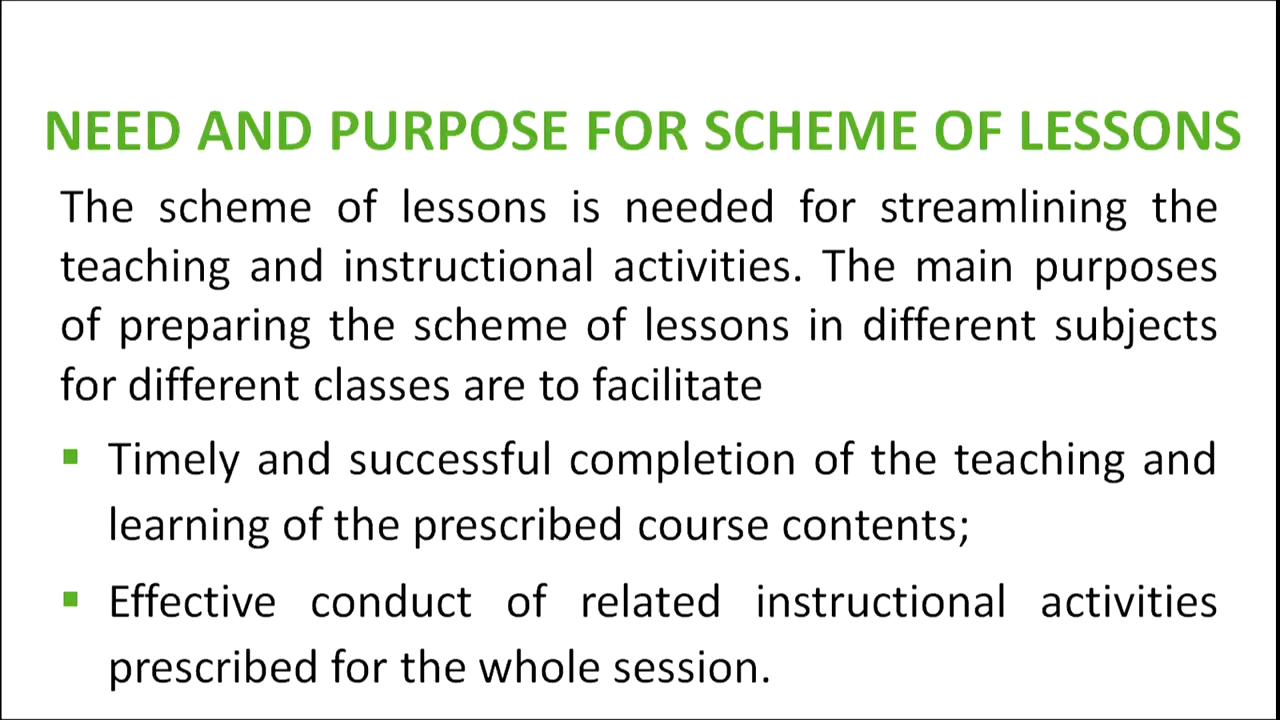 NEED AND PURPOSE FOR SCHEME OF LESSONS
The scheme of lessons is needed for streamlining the
teaching and instructional activities. The main purposes
of preparing the scheme of lessons in different subjects
for different classes are to facilitate
▪ Timely and successful completion of the teaching and
learning of the prescribed course contents;
▪ Effective conduct of related instructional activities
prescribed for the whole session.